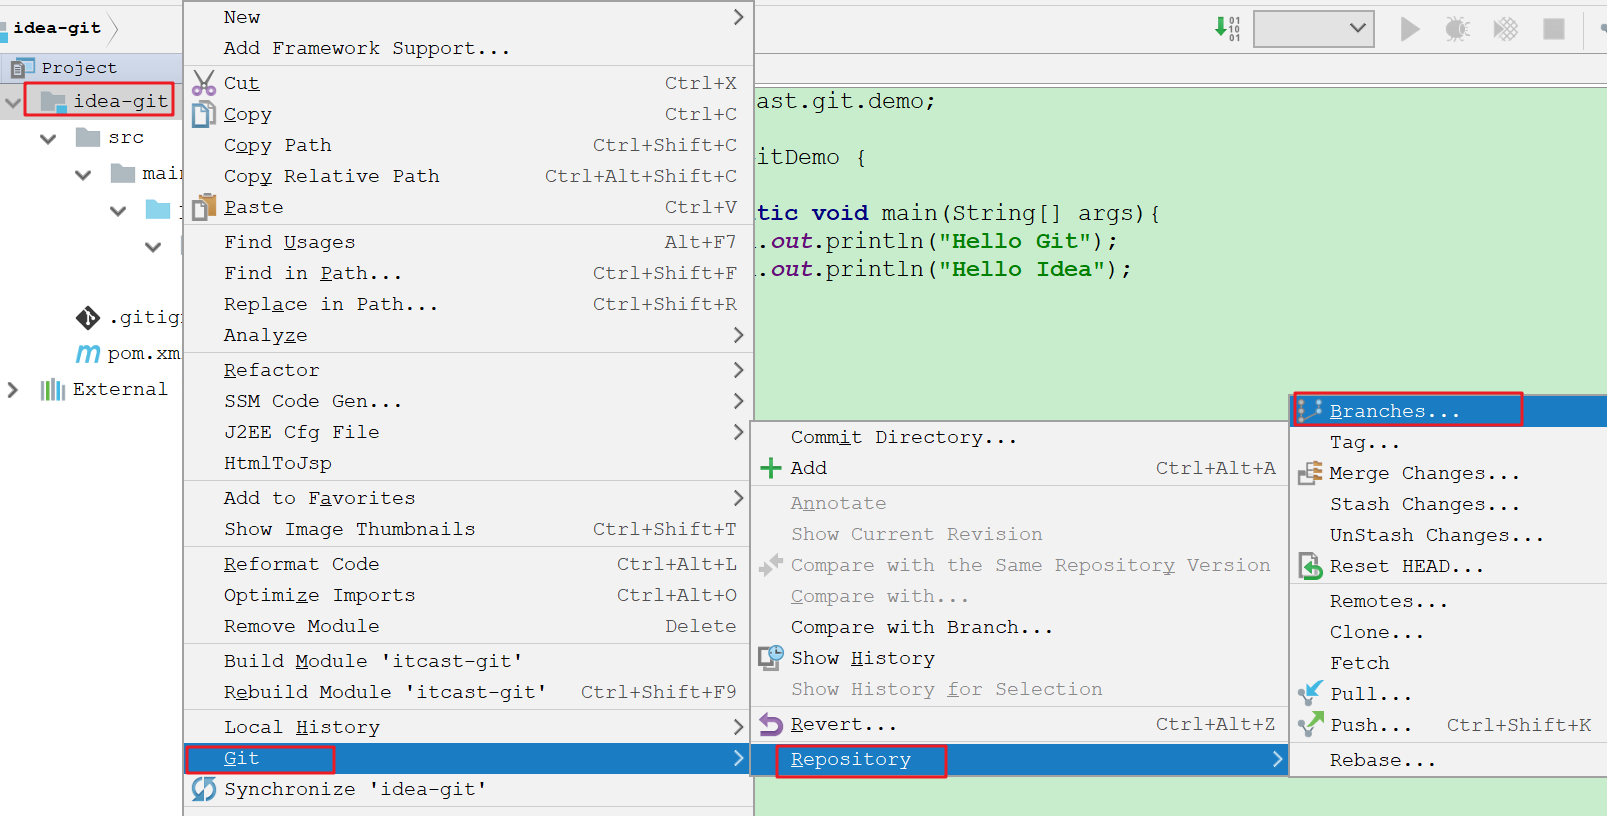 idea-git
Project
idea-git
src
.gitig
pom.xm
External
New
Add Framework Support...
Cut Ctrl+X
Copy Ctrl+C
Copy Path Ctrl+Shift+C
Copy Relative Path Ctrl+Alt+Shift+C
Paste Ctrl+V
Find Usages Alt+F7
Find in Path... Ctrl+Shift+F
Replace in Path... Ctrl+Shift+R
Analyze
Refactor
SSM Code Gen...
J2EE Cfg File
HtmlToJsp
Add to Favorites
Show Image Thumbnails Ctrl+Shift+T
Reformat Code Ctrl+Alt+L
Optimize Imports Ctrl+Alt+O
Remove Module Delete
Build Module 'itcast-git'
Rebuild Module 'itcast-git' Ctrl+Shift+F9
Local History
Git
Synchronize 'idea-git'
ast.git.demo;
itDemo {
tic void main(String[] args){
.out.println("Hello Git");
.out.println("Hello Idea");
Commit Directory...
Add Ctrl+Alt+A
Annotate
Show Current Revision
Compare with the Same Repository Version
Compare with...
Compare with Branch...
Show History
Show History for Selection
Revert... Ctrl+Alt+Z
Repository
Branches...
Tag...
Merge Changes...
Stash Changes...
UnStash Changes...
Reset HEAD...
Remotes...
Clone...
Fetch
Pull...
Push... Ctrl+Shift+K
Rebase...